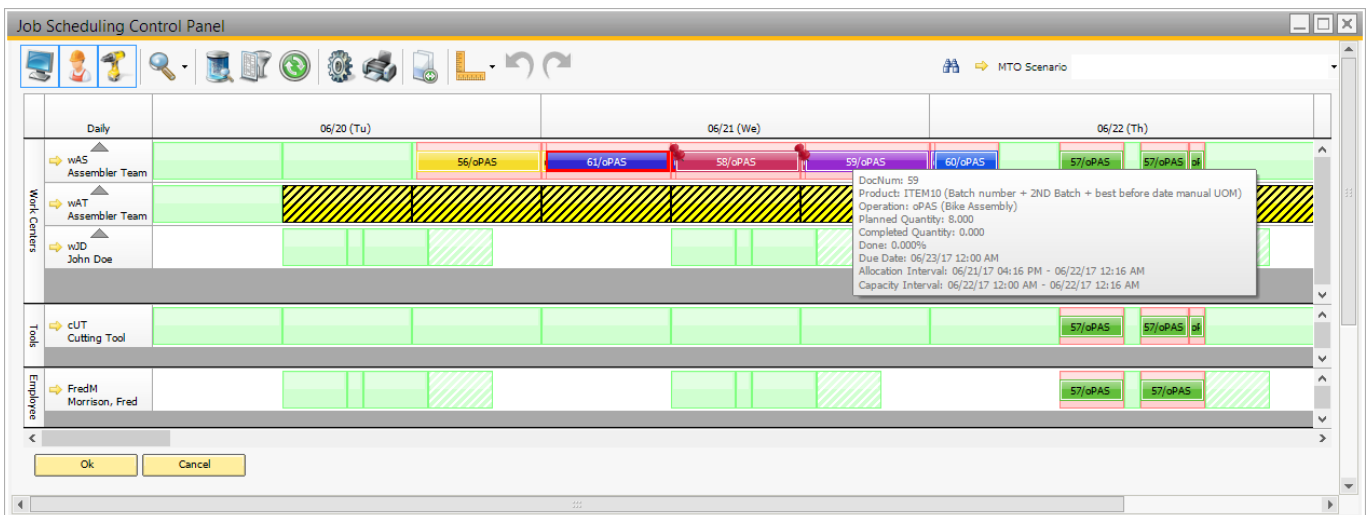 Job Scheduling Control Panel
MTO Scenario
Daily
06/20 (Tu)
06/21 (We)
06/22 (Th)
Work Centers
wAS
Assembler Team
56/oPAS
61/oPAS
58/oPAS
59/oPAS
60/oPAS
57/oPAS
57/oPAS
wAT
Assembler Team
wJD
John Doe
DocNum: 59
Product: ITEM10 (Batch number + 2ND Batch + best before date manual UOM)
Operation: oPAS (Bike Assembly)
Planned Quantity: 8.000
Completed Quantity: 0.000
Done: 0.000%
Due Date: 06/23/17 12:00 AM
Allocation Interval: 06/21/17 04:16 PM - 06/22/17 12:16 AM
Capacity Interval: 06/22/17 12:00 AM - 06/22/17 12:16 AM
Tools
cUT
Cutting Tool
57/oPAS
57/oPAS
Employee
FredM
Morrison, Fred
57/oPAS
57/oPAS
Ok
Cancel